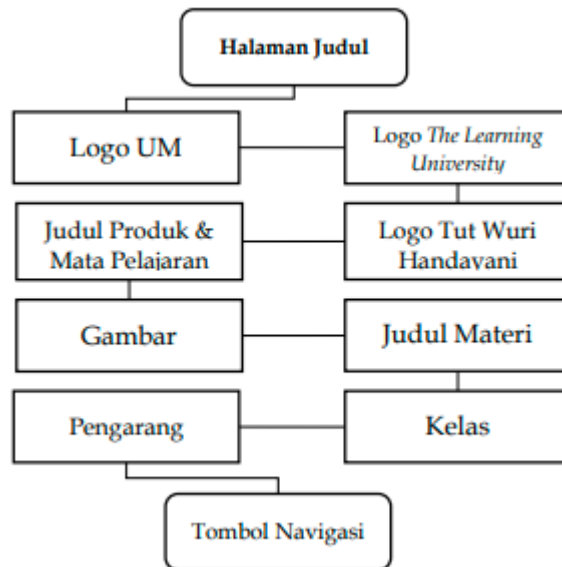 Halaman Judul
Logo UM
Logo The Learning
University
Judul Produk &
Mata Pelajaran
Logo Tut Wuri
Handayani
Gambar
Judul Materi
Pengarang
Kelas
Tombol Navigasi